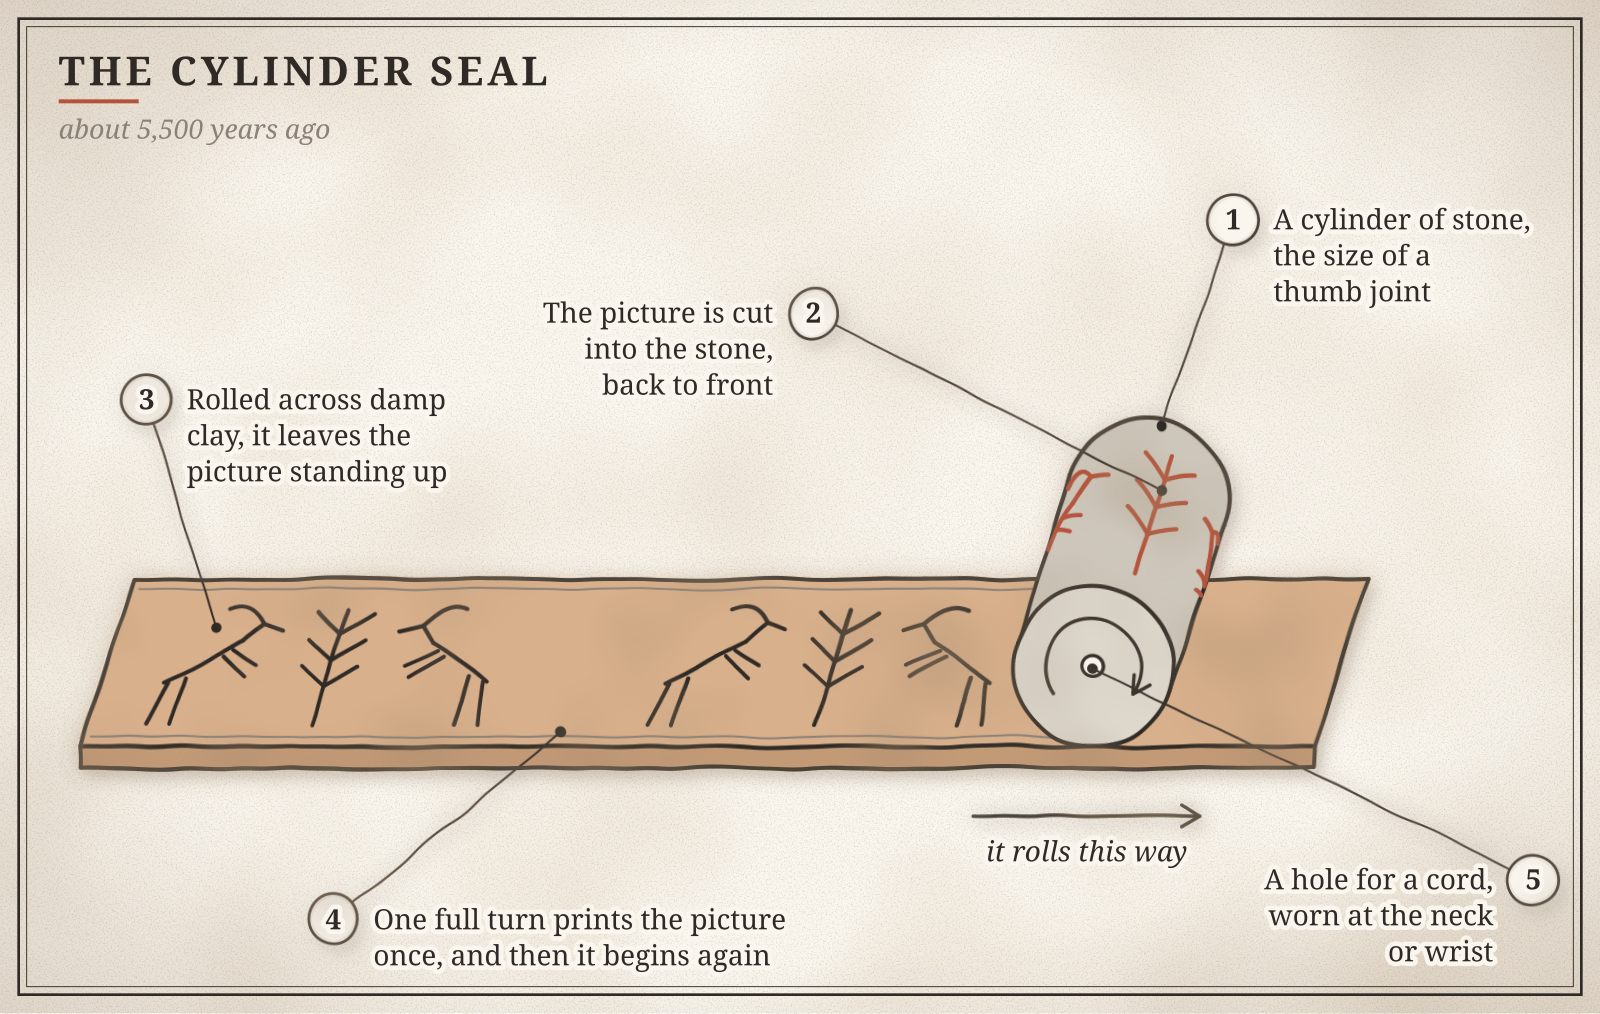 THE CYLINDER SEAL
about 5,500 years ago
1
A cylinder of stone,
the size of a
thumb joint
2
The picture is cut
into the stone,
back to front
3
Rolled across damp
clay, it leaves the
picture standing up
it rolls this way
4
One full turn prints the picture
once, and then it begins again
5
A hole for a cord,
worn at the neck
or wrist